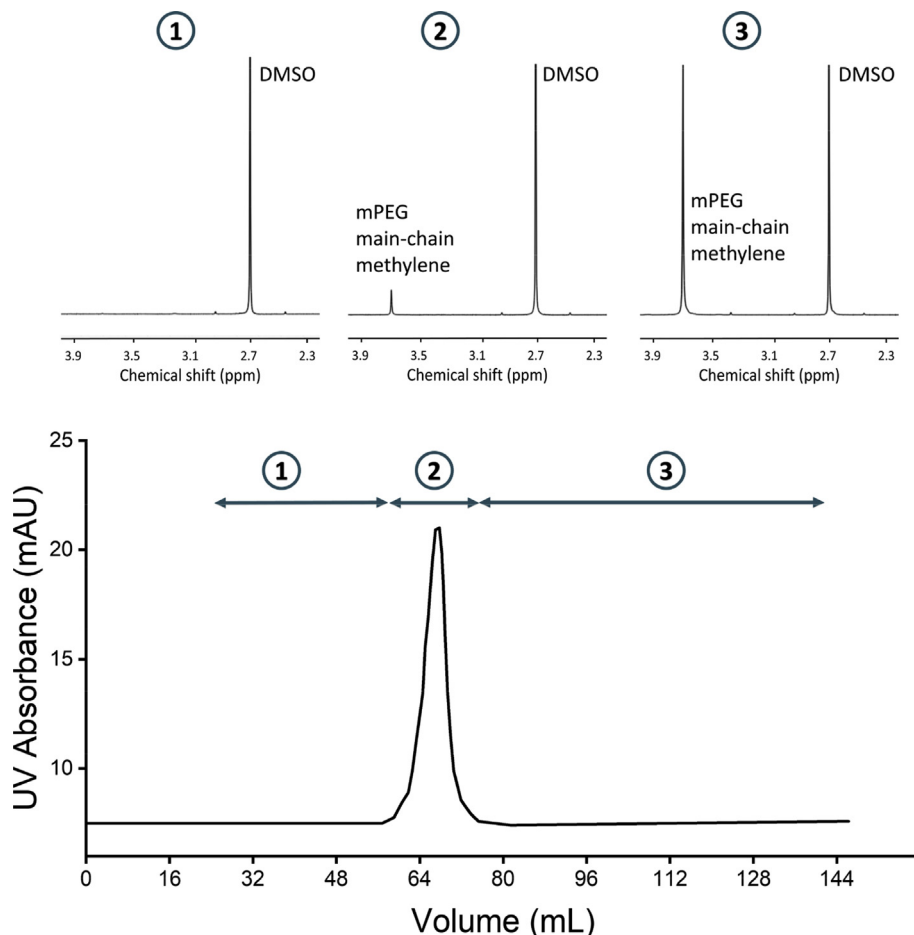 1
2
3
DMSO
DMSO
DMSO
mPEG
main-chain
methylene
mPEG
main-chain
methylene
3.9 3.5 3.1 2.7 2.3
3.9 3.5 3.1 2.7 2.3
3.9 3.5 3.1 2.7 2.3
Chemical shift (ppm)
Chemical shift (ppm)
Chemical shift (ppm)
25
20
15
10
UV Absorbance (mAU)
1
2
3
0 16 32 48 64 80 96 112 128 144
Volume (mL)